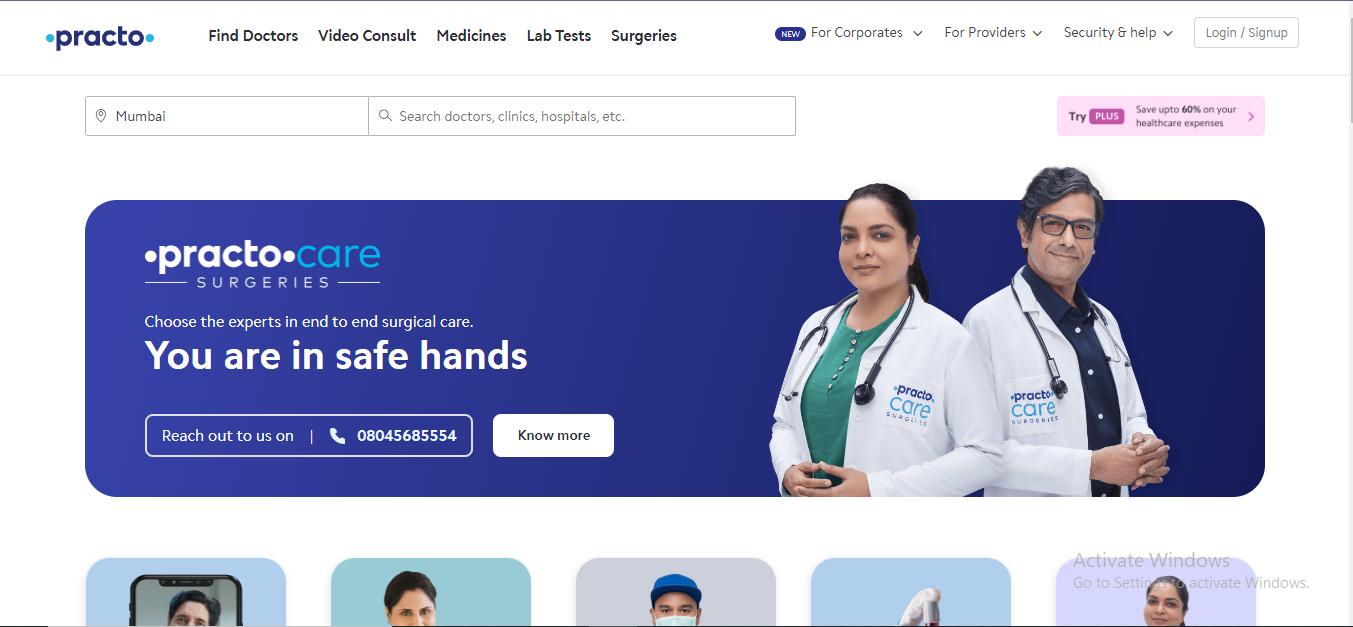 practo
Find Doctors Video Consult Medicines Lab Tests Surgeries
NEW For Corporates For Providers Security & help Login / Signup
Mumbai
Search doctors, clinics, hospitals, etc.
Try PLUS
Save upto 60% on your
healthcare expenses
practo care
SURGERIES
Choose the experts in end to end surgical care.
You are in safe hands
Reach out to us on | 08045685554
Know more
practo
care
SURGERIES
practo
care
SURGERIES
Activate Windows
Go to Settings to activate Windows.